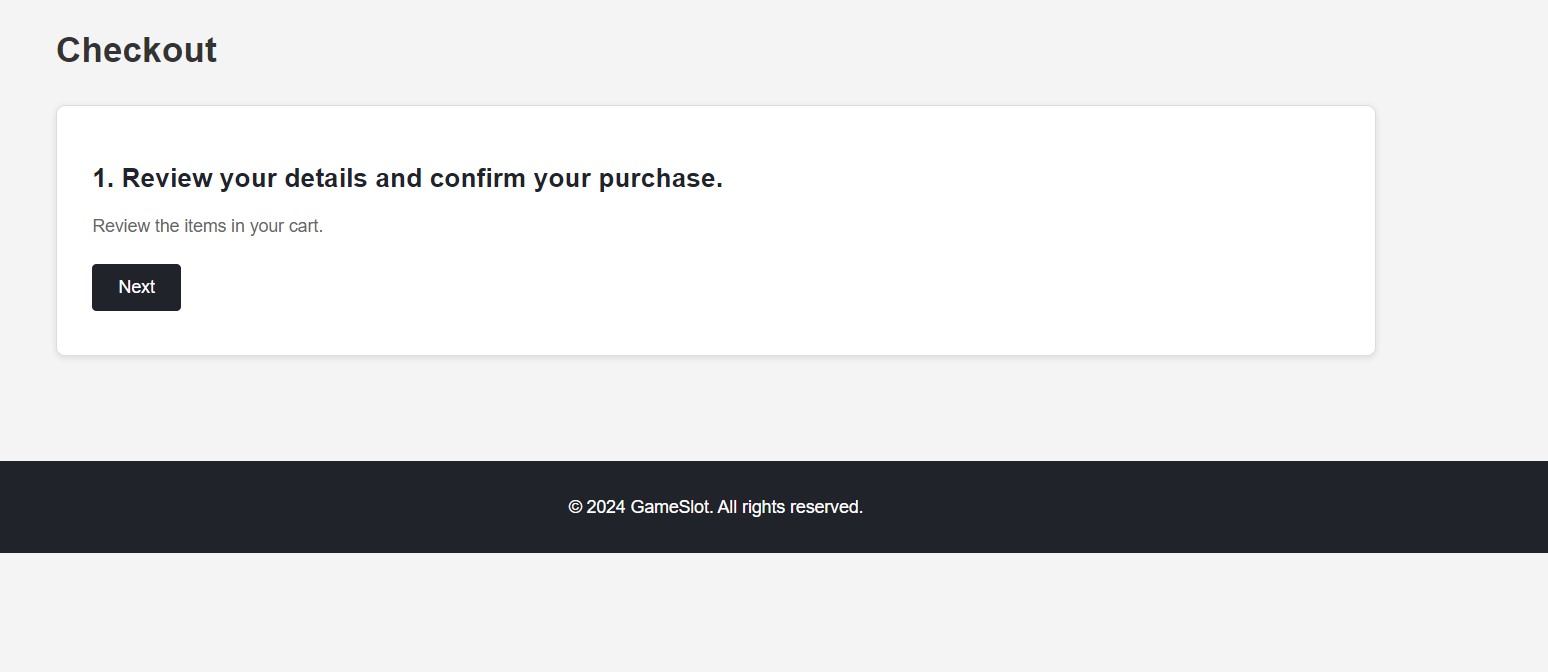 Checkout
1. Review your details and confirm your purchase.
Review the items in your cart.
Next
© 2024 GameSlot. All rights reserved.